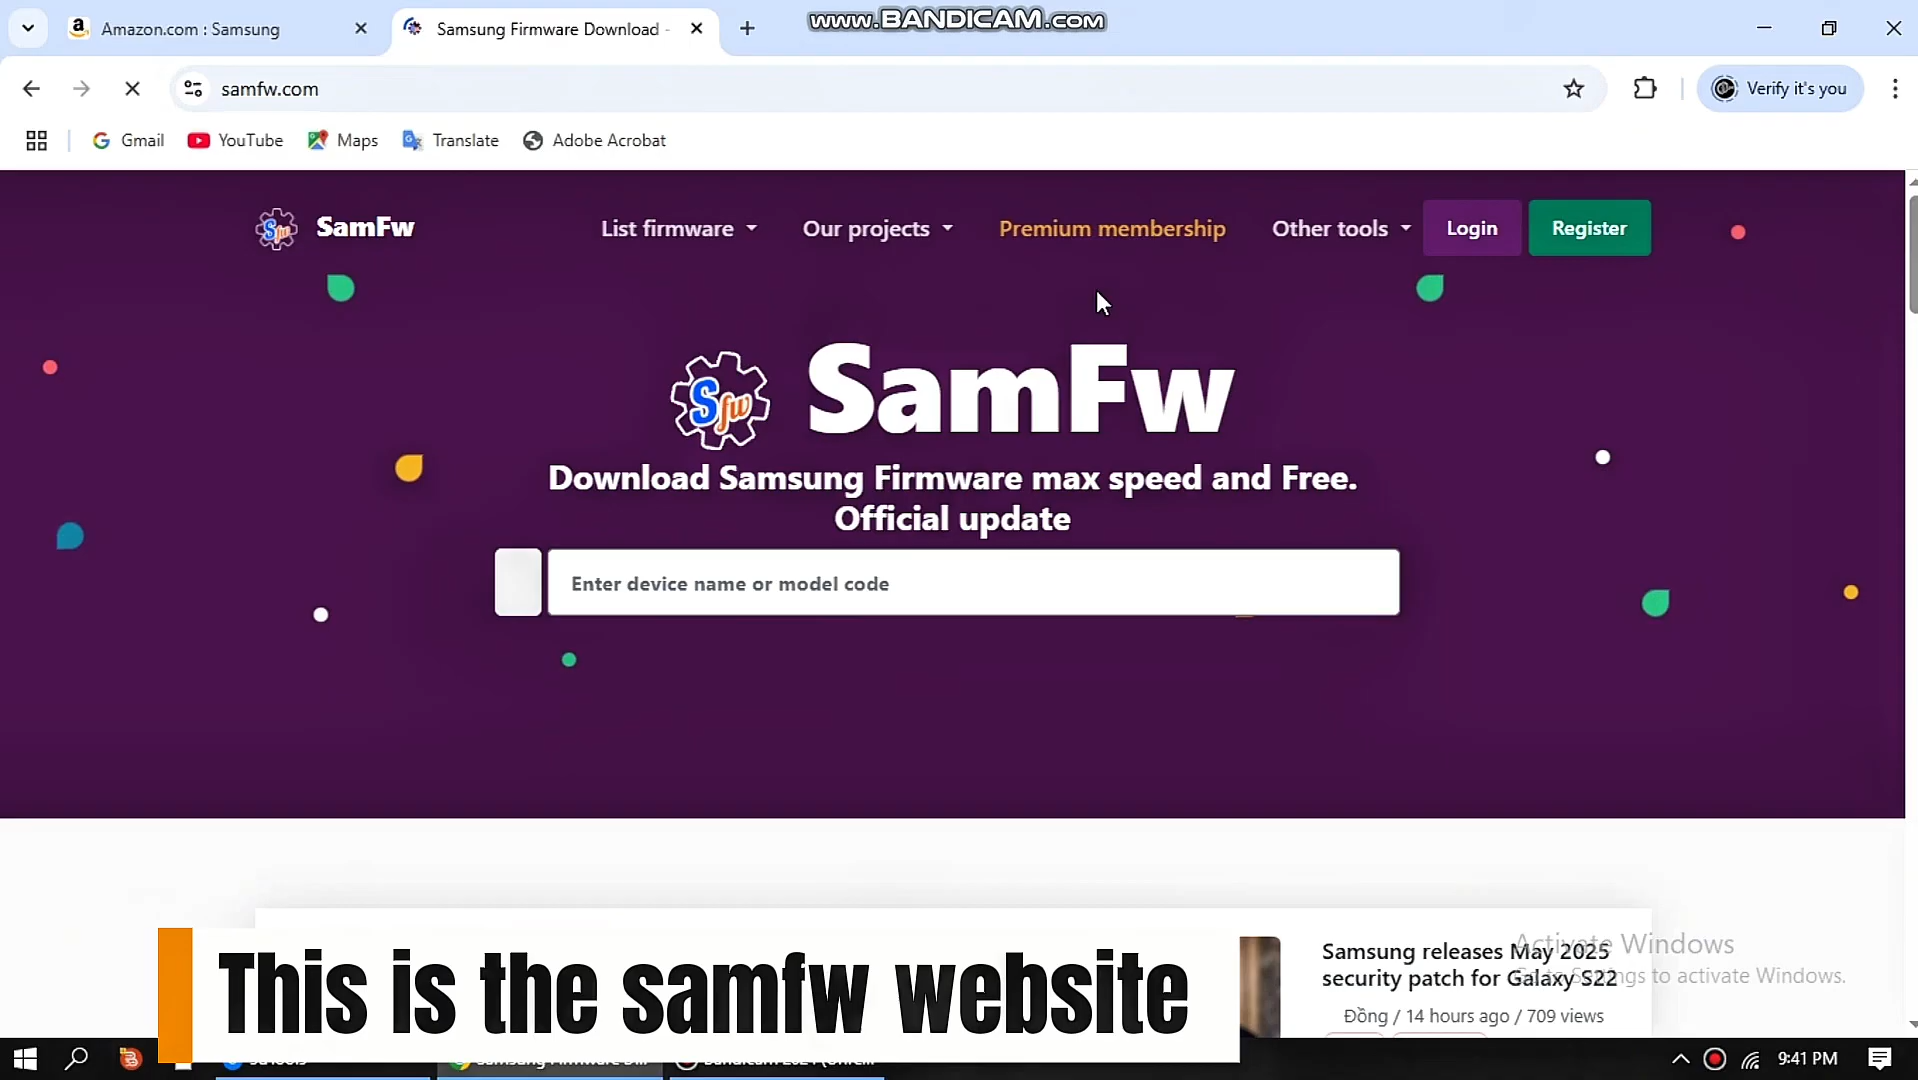 Amazon.com : Samsung
Samsung Firmware Download -
www.BANDICAM.com
samfw.com
Verify it's you
Gmail
YouTube
Maps
Translate
Adobe Acrobat
Sfw
SamFw
List firmware
Our projects
Premium membership
Other tools
Login
Register
Sfw
SamFw
Download Samsung Firmware max speed and Free.
Official update
Enter device name or model code
Samsung releases May 2025
security patch for Galaxy S22
Đồng / 14 hours ago / 709 views
Activate Windows
Go to Settings to activate Windows.
This is the samfw website
9:41 PM